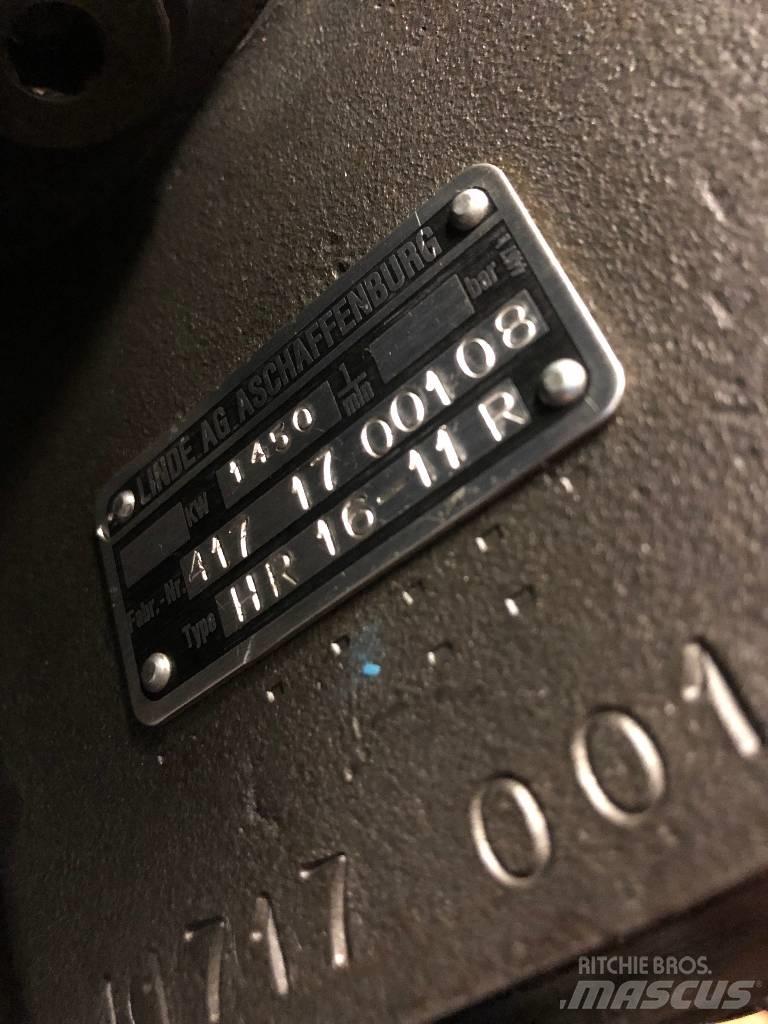 LINDE. AG. ASCHAFFENBURG
kW 1450 1/min bar
Fabr.-Nr. 417 17 00108
Type HR 16-11 R
1717 001
RITCHIE BROS.
MASCUS